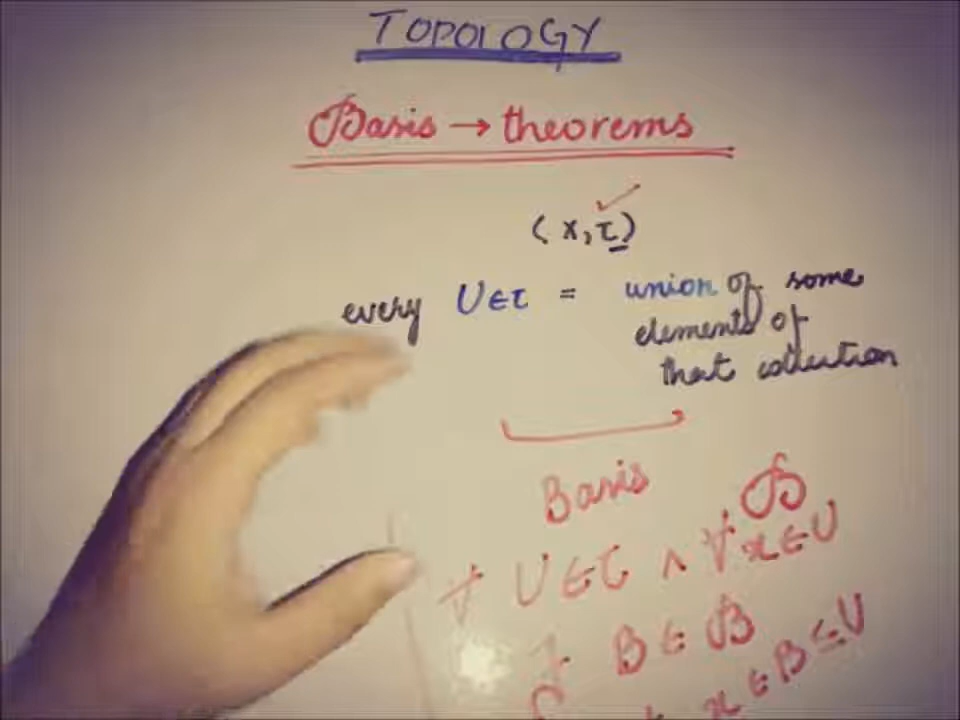 TOPOLOGY
Basis → theorems
(X, τ)
every U∈τ = union of some
elements of
that collection
Basis ℬ
∀ U∈τ ∧ ∀ x∈U
∃ B∈ℬ
x∈B⊆U